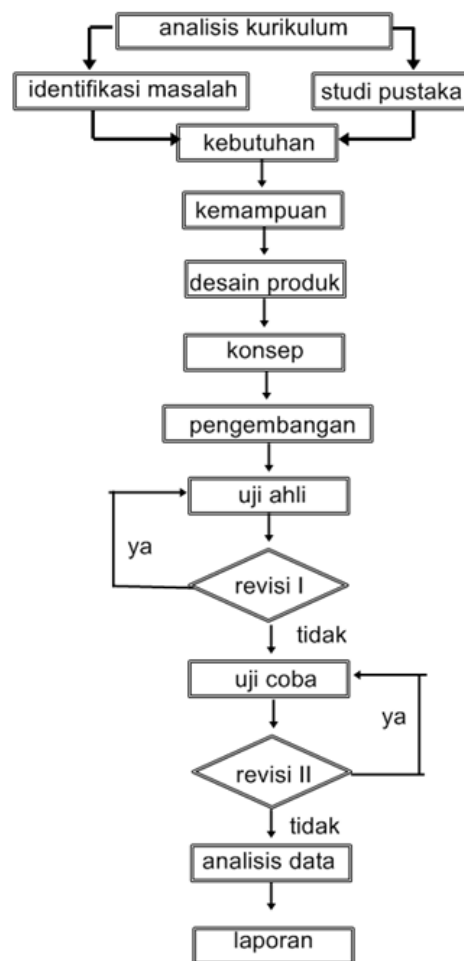 analisis kurikulum
identifikasi masalah
studi pustaka
kebutuhan
kemampuan
desain produk
konsep
pengembangan
uji ahli
ya
revisi I
tidak
uji coba
ya
revisi II
tidak
analisis data
laporan